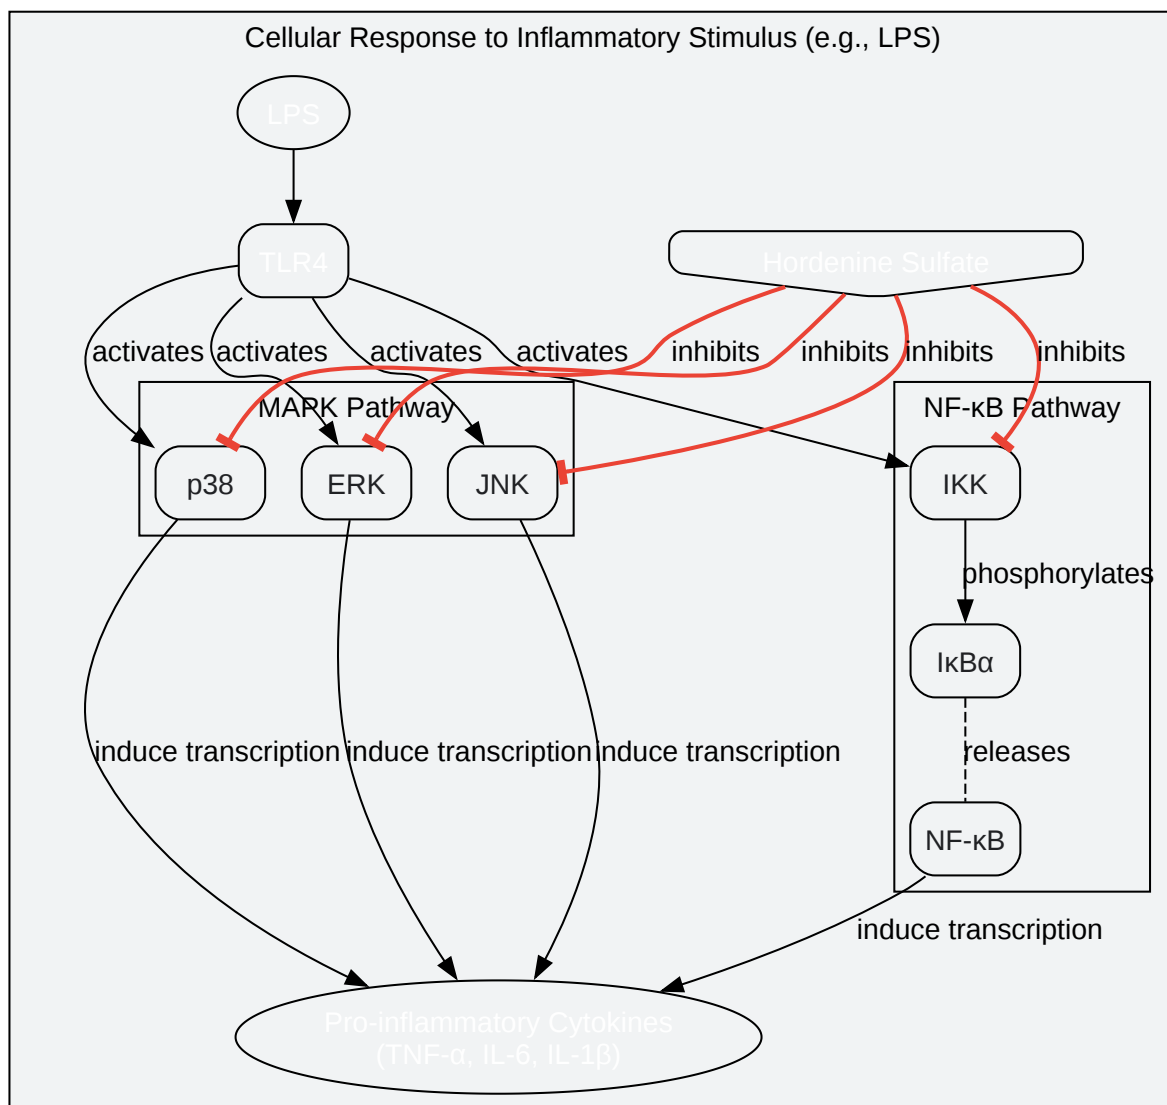 Cellular Response to Inflammatory Stimulus (e.g., LPS)
LPS
TLR4
Hordenine Sulfate
activates
activates
activates
activates
inhibits
inhibits
inhibits
inhibits
MAPK Pathway
NF-κB Pathway
p38
ERK
JNK
IKK
phosphorylates
IκBα
induce transcription
induce transcription
induce transcription
releases
NF-κB
induce transcription
Pro-inflammatory Cytokines
(TNF-α, IL-6, IL-1β)